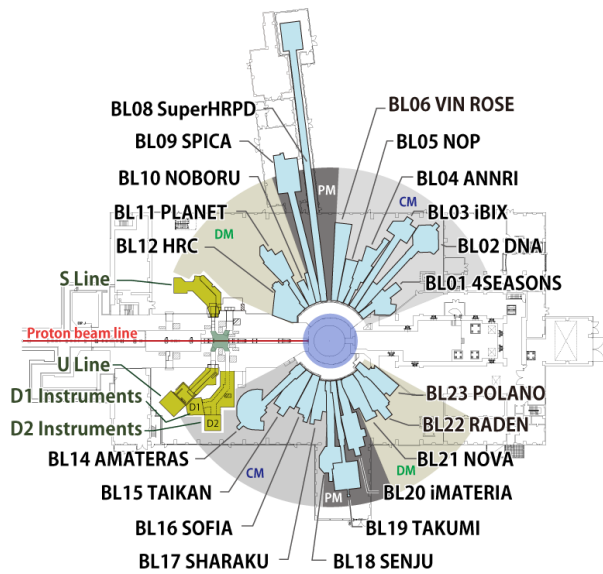 BL08 SuperHRPD
BL06 VIN ROSE
BL09 SPICA
BL05 NOP
BL10 NOBORU
PM
BL04 ANNRI
BL11 PLANET
CM
BL03 iBIX
DM
BL12 HRC
BL02 DNA
S Line
BL01 4SEASONS
Proton beam line
U Line
BL23 POLANO
D1 Instruments
D1
D2
BL22 RADEN
D2 Instruments
BL14 AMATERAS
BL21 NOVA
CM
DM
BL15 TAIKAN
PM
BL20 iMATERIA
BL16 SOFIA
BL19 TAKUMI
BL17 SHARAKU
BL18 SENJU